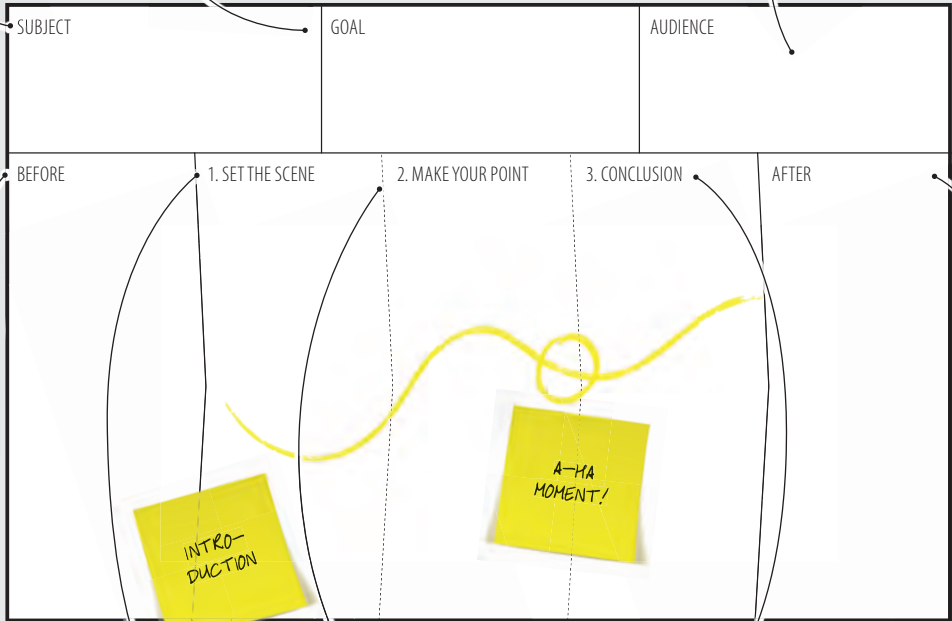 SUBJECT
GOAL
AUDIENCE
BEFORE
1. SET THE SCENE
2. MAKE YOUR POINT
3. CONCLUSION
AFTER
A-HA
MOMENT!
INTRO-
DUCTION